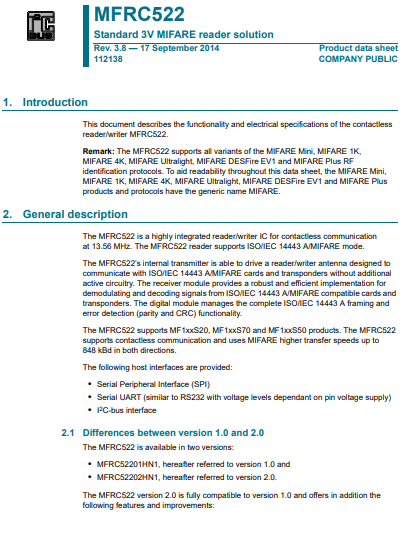 I²C
BUS
MFRC522
Standard 3V MIFARE reader solution
Rev. 3.8 — 17 September 2014
Product data sheet
112138
COMPANY PUBLIC
1. Introduction
This document describes the functionality and electrical specifications of the contactless
reader/writer MFRC522.
Remark: The MFRC522 supports all variants of the MIFARE Mini, MIFARE 1K,
MIFARE 4K, MIFARE Ultralight, MIFARE DESFire EV1 and MIFARE Plus RF
identification protocols. To aid readability throughout this data sheet, the MIFARE Mini,
MIFARE 1K, MIFARE 4K, MIFARE Ultralight, MIFARE DESFire EV1 and MIFARE Plus
products and protocols have the generic name MIFARE.
2. General description
The MFRC522 is a highly integrated reader/writer IC for contactless communication
at 13.56 MHz. The MFRC522 reader supports ISO/IEC 14443 A/MIFARE mode.
The MFRC522's internal transmitter is able to drive a reader/writer antenna designed to
communicate with ISO/IEC 14443 A/MIFARE cards and transponders without additional
active circuitry. The receiver module provides a robust and efficient implementation for
demodulating and decoding signals from ISO/IEC 14443 A/MIFARE compatible cards and
transponders. The digital module manages the complete ISO/IEC 14443 A framing and
error detection (parity and CRC) functionality.
The MFRC522 supports MF1xxS20, MF1xxS70 and MF1xxS50 products. The MFRC522
supports contactless communication and uses MIFARE higher transfer speeds up to
848 kBd in both directions.
The following host interfaces are provided:
• Serial Peripheral Interface (SPI)
• Serial UART (similar to RS232 with voltage levels dependant on pin voltage supply)
• I²C-bus interface
2.1 Differences between version 1.0 and 2.0
The MFRC522 is available in two versions:
• MFRC52201HN1, hereafter referred to version 1.0 and
• MFRC52202HN1, hereafter referred to version 2.0.
The MFRC522 version 2.0 is fully compatible to version 1.0 and offers in addition the
following features and improvements: